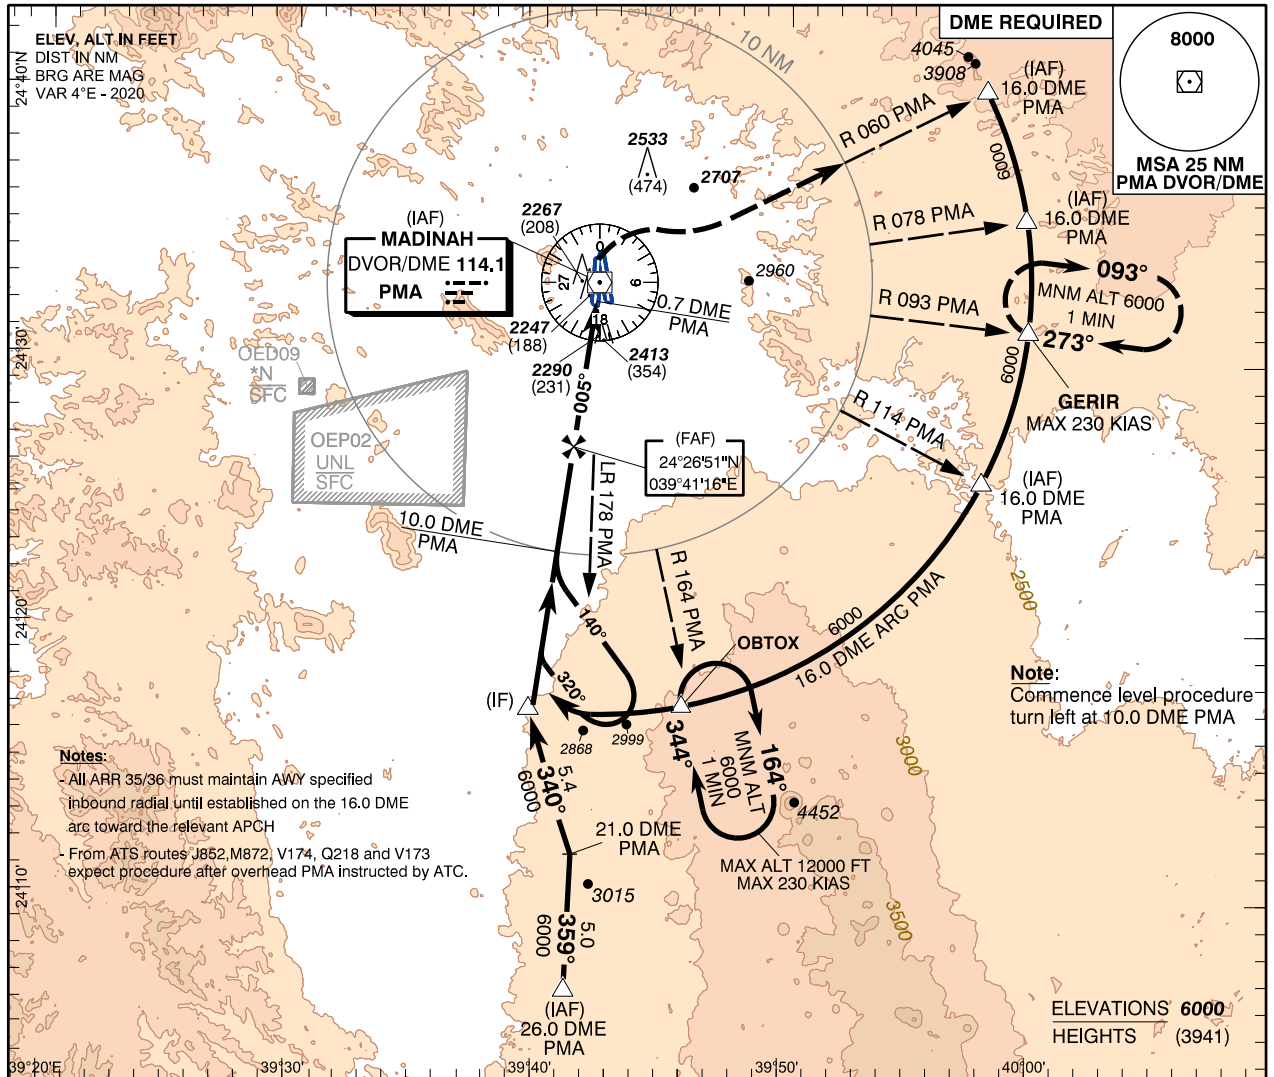 ELEV, ALT IN FEET
DIST IN NM
BRG ARE MAG
VAR 4°E - 2020
DME REQUIRED
8000
MSA 25 NM
PMA DVOR/DME
10 NM
4045
3908
(IAF)
16.0 DME
PMA
R 060 PMA
6000
2533
(474)
2707
2267
(208)
(IAF)
MADINAH
DVOR/DME 114.1
PMA
0
9
18
27
0.7 DME
PMA
2960
R 078 PMA
(IAF)
16.0 DME
PMA
093°
MNM ALT 6000
1 MIN
273°
R 093 PMA
6000
GERIR
MAX 230 KIAS
2247
(188)
2290
(231)
2413
(354)
005°
OED09
*N
SFC
OEP02
UNL
SFC
R 114 PMA
(IAF)
16.0 DME
PMA
(FAF)
24°26'51"N
039°41'16"E
LR 178 PMA
10.0 DME
PMA
R 164 PMA
140°
320°
OBTOX
6000
16.0 DME ARC PMA
2500
(IF)
2868
2999
344°
164°
MNM ALT
6000
1 MIN
4452
MAX ALT 12000 FT
MAX 230 KIAS
3000
3500
Note:
Commence level procedure
turn left at 10.0 DME PMA
Notes:
- All ARR 35/36 must maintain AWY specified
inbound radial until established on the 16.0 DME
arc toward the relevant APCH
- From ATS routes J852,M872, V174, Q218 and V173
expect procedure after overhead PMA instructed by ATC.
5.4
340°
6000
21.0 DME
PMA
3015
5.0
359°
6000
(IAF)
26.0 DME
PMA
ELEVATIONS 6000
HEIGHTS (3941)
24°40'N
24°30'
24°20'
24°10'
39°20'E
39°30'
39°40'
39°50'
40°00'